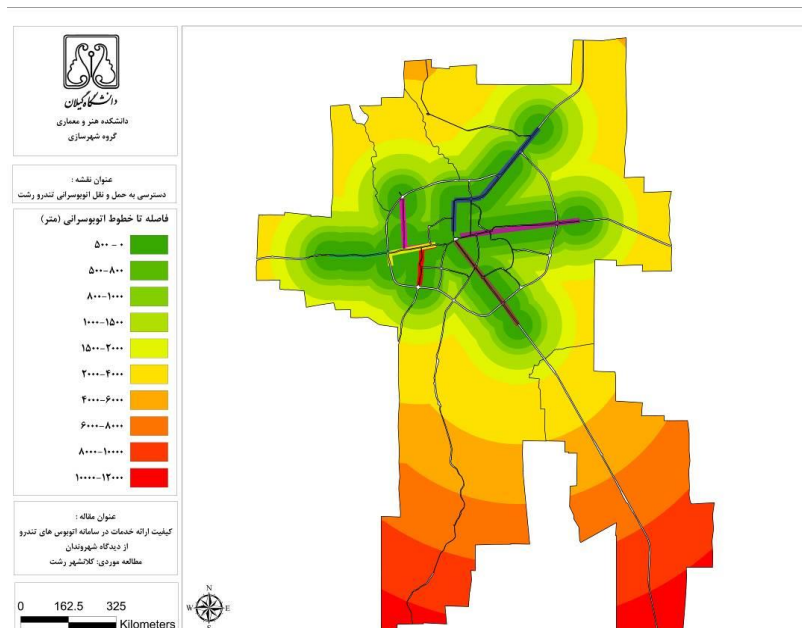 دانشگاه گیلان
دانشکده هنر و معماری
گروه شهرسازی
عنوان نقشه :
دسترسی به حمل و نقل اتوبوسرانی تندرو رشت
فاصله تا خطوط اتوبوسرانی (متر)
۵۰۰ - ۰
۵۰۰-۸۰۰
۸۰۰-۱۰۰۰
۱۰۰۰-۱۵۰۰
۱۵۰۰-۲۰۰۰
۲۰۰۰-۴۰۰۰
۴۰۰۰-۶۰۰۰
۶۰۰۰-۸۰۰۰
۸۰۰۰-۱۰۰۰۰
۱۰۰۰۰-۱۲۰۰۰
عنوان مقاله :
کیفیت ارائه خدمات در سامانه اتوبوس های تندرو
از دیدگاه شهروندان
مطالعه موردی: کلانشهر رشت
0 162.5 325
Kilometers
N
W E
S